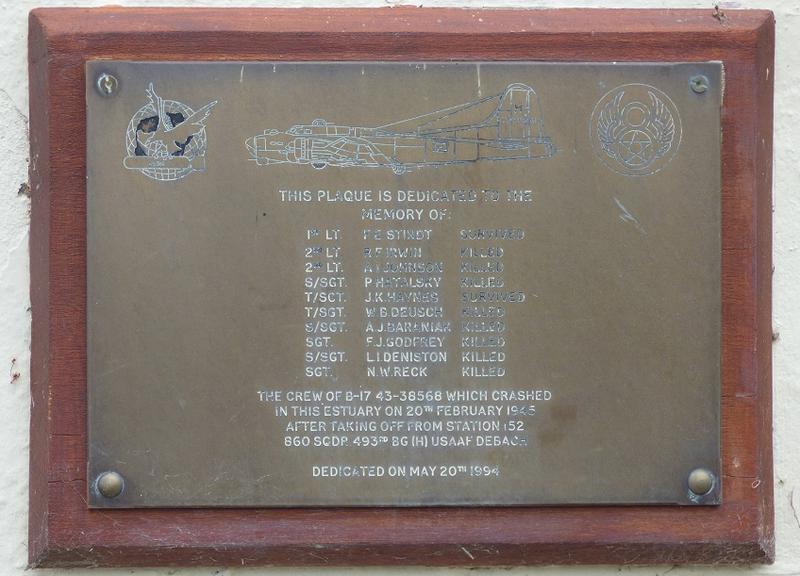 THIS PLAQUE IS DEDICATED TO THE
MEMORY OF:
1ST LT. F.E STINDT SURVIVED
2ND LT. R.F. IRWIN KILLED
2ND LT. A.I. JOHNSON KILLED
S/SGT. P. HATALSKY KILLED
T/SGT. J.K. HAYNES SURVIVED
T/SGT. W.B. DEUSCH KILLED
S/SGT. A.J. BARANIAK KILLED
SGT. F.J. GODFREY KILLED
S/SGT. L.I DENISTON KILLED
SGT. N.W. RECK KILLED
THE CREW OF B-17 43-38568 WHICH CRASHED
IN THIS ESTUARY ON 20TH FEBRUARY 1945
AFTER TAKING OFF FROM STATION 152
860 SQDR. 493RD BG (H) USAAF DEBACH
DEDICATED ON MAY 20TH 1994